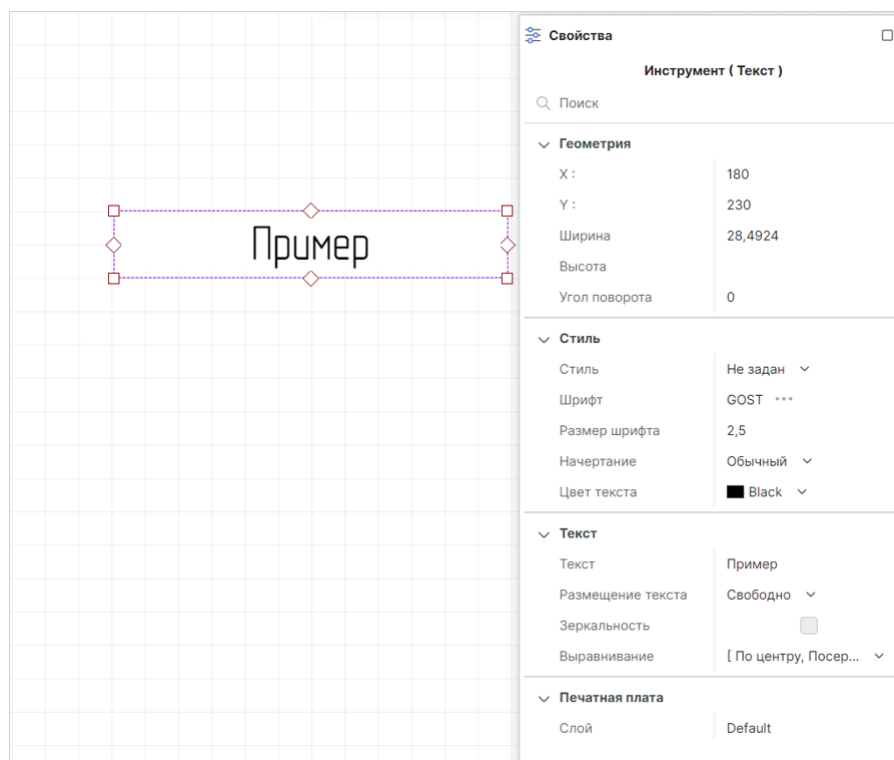 Свойства
Инструмент ( Текст )
Поиск
Геометрия
X : 180
Y : 230
Ширина 28,4924
Высота
Угол поворота 0
Стиль
Стиль Не задан
Шрифт GOST ...
Размер шрифта 2,5
Начертание Обычный
Цвет текста Black
Текст
Текст Пример
Размещение текста Свободно
Зеркальность
Выравнивание [ По центру, Посер...
Печатная плата
Слой Default
Пример